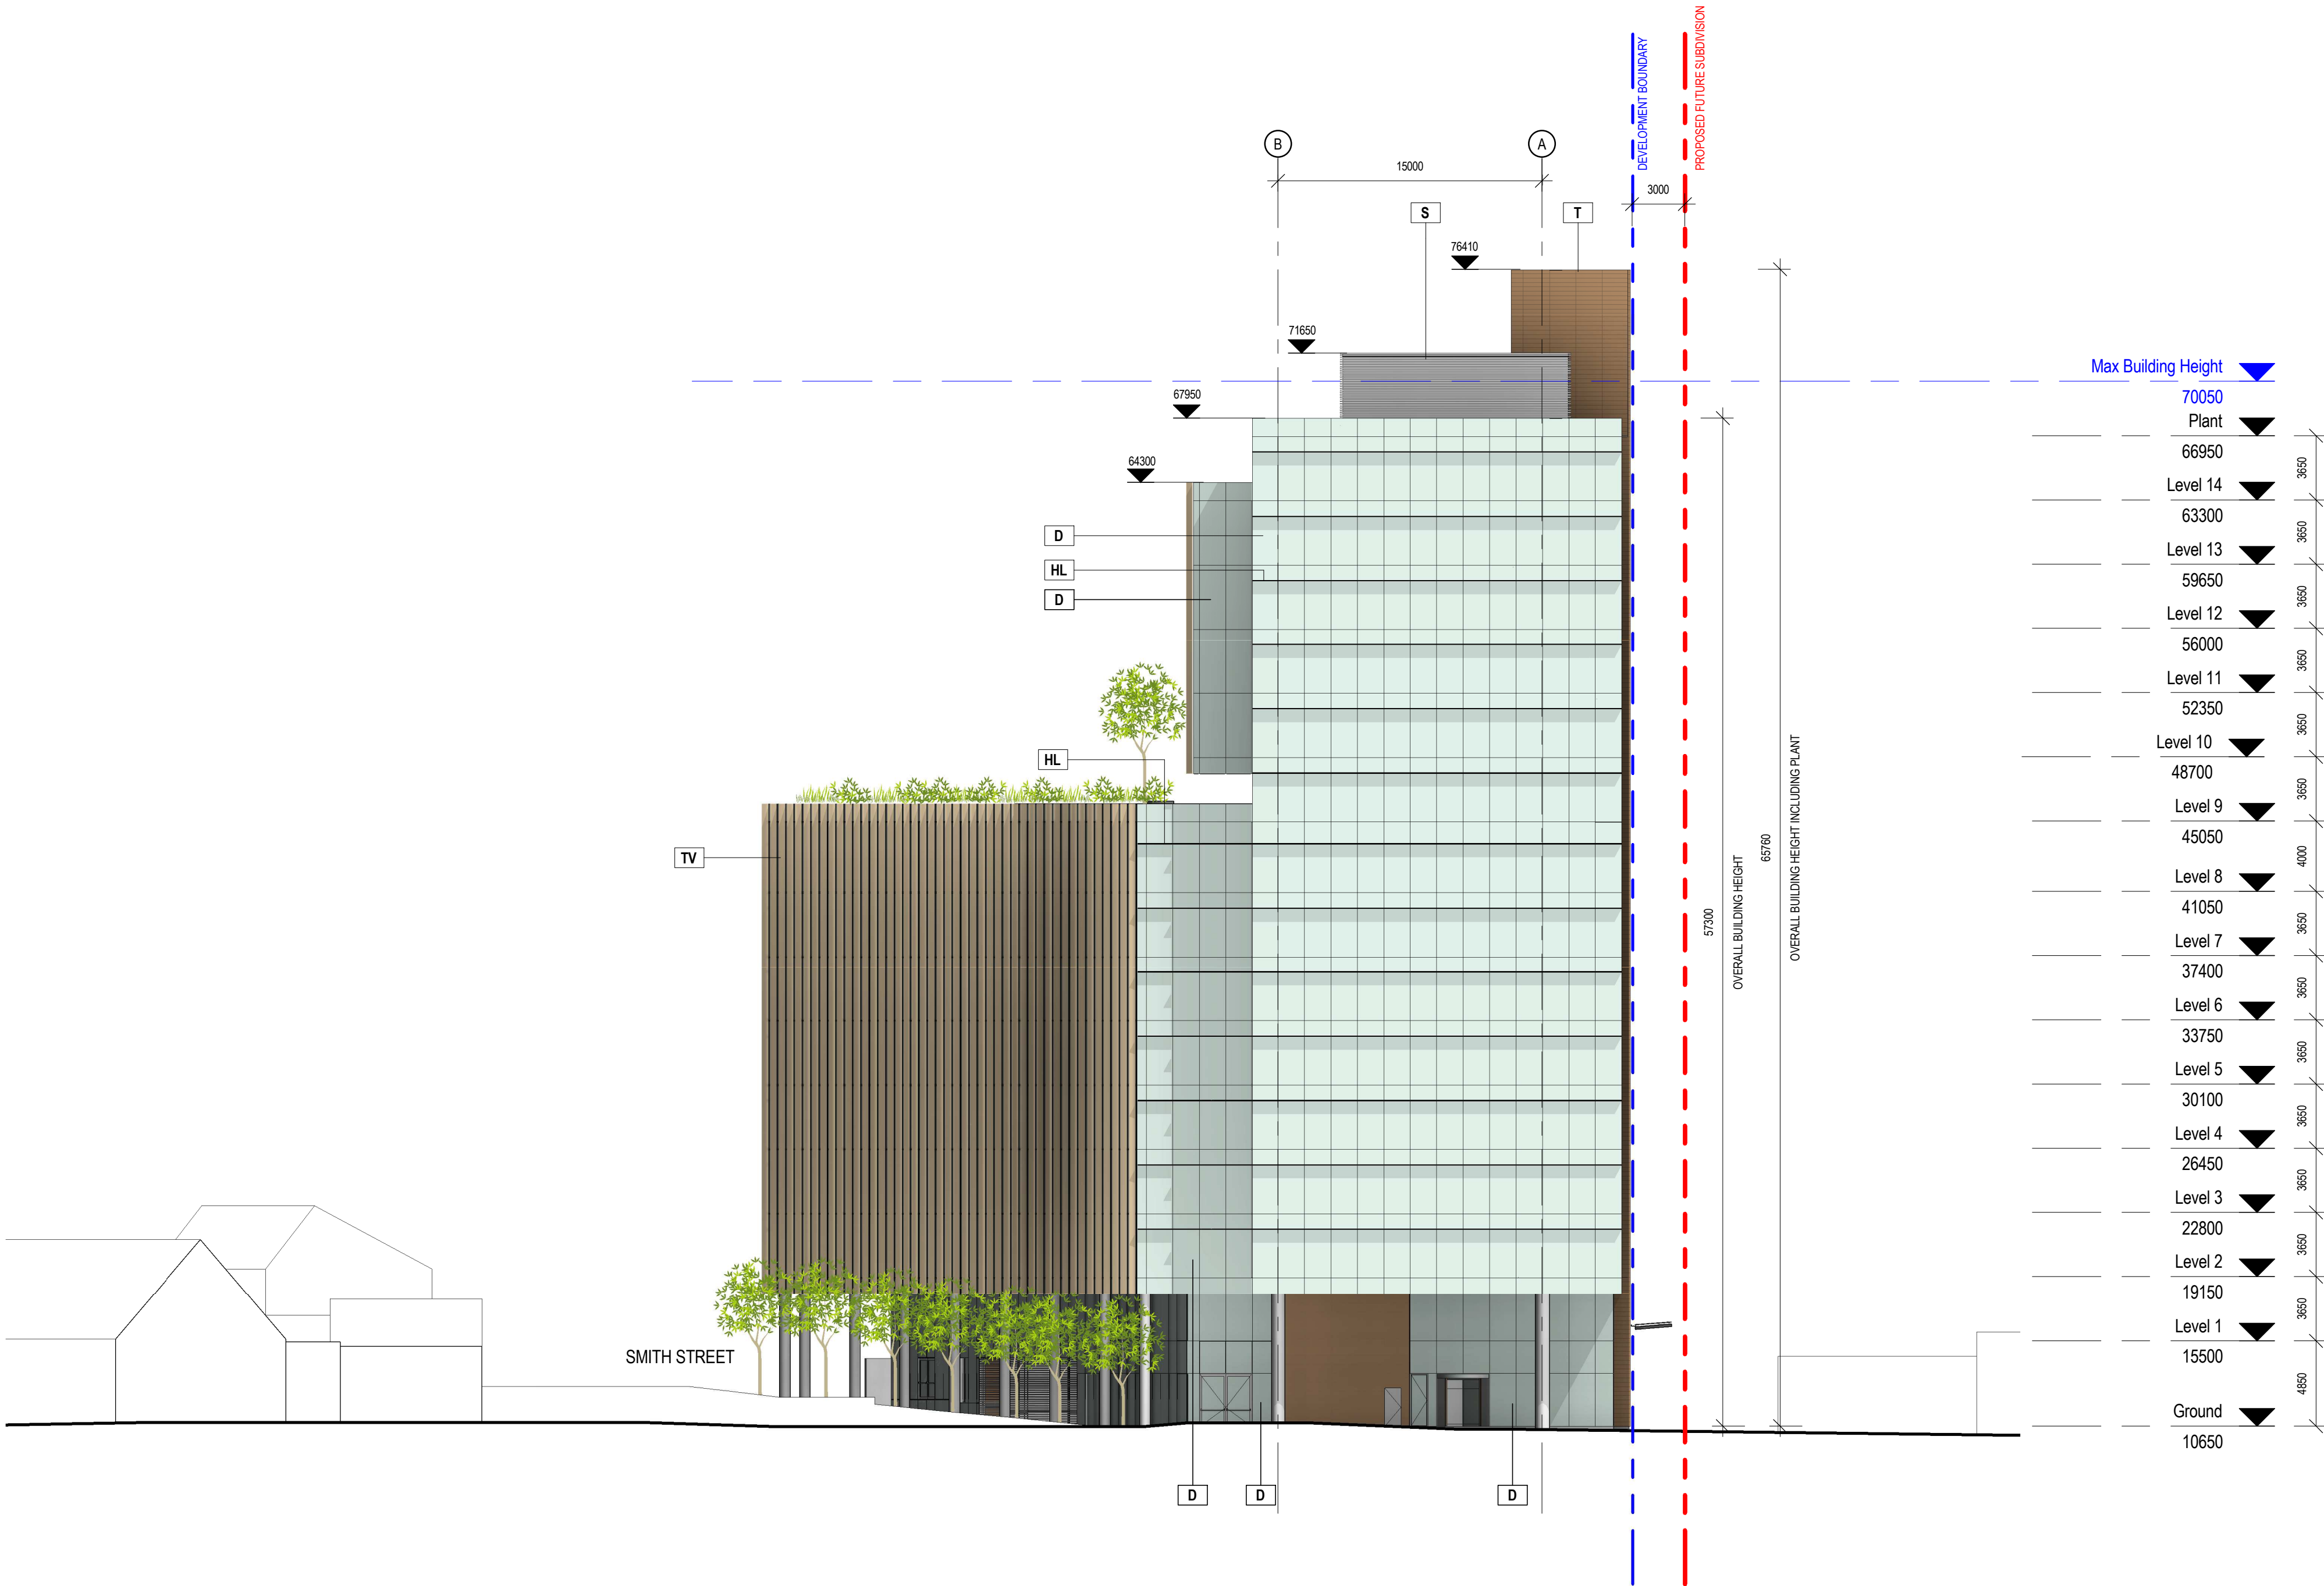 DEVELOPMENT BOUNDARY
PROPOSED FUTURE SUBDIVISION
B
A
15000
3000
S
T
76410
71650
67950
64300
D
HL
D
HL
TV
SMITH STREET
D
D
D
57300
OVERALL BUILDING HEIGHT
65760
OVERALL BUILDING HEIGHT INCLUDING PLANT
Max Building Height
70050
Plant
66950
3650
Level 14
63300
3650
Level 13
59650
3650
Level 12
56000
3650
Level 11
52350
3650
Level 10
48700
3650
Level 9
45050
4000
Level 8
41050
3650
Level 7
37400
3650
Level 6
33750
3650
Level 5
30100
3650
Level 4
26450
3650
Level 3
22800
3650
Level 2
19150
3650
Level 1
15500
4850
Ground
10650